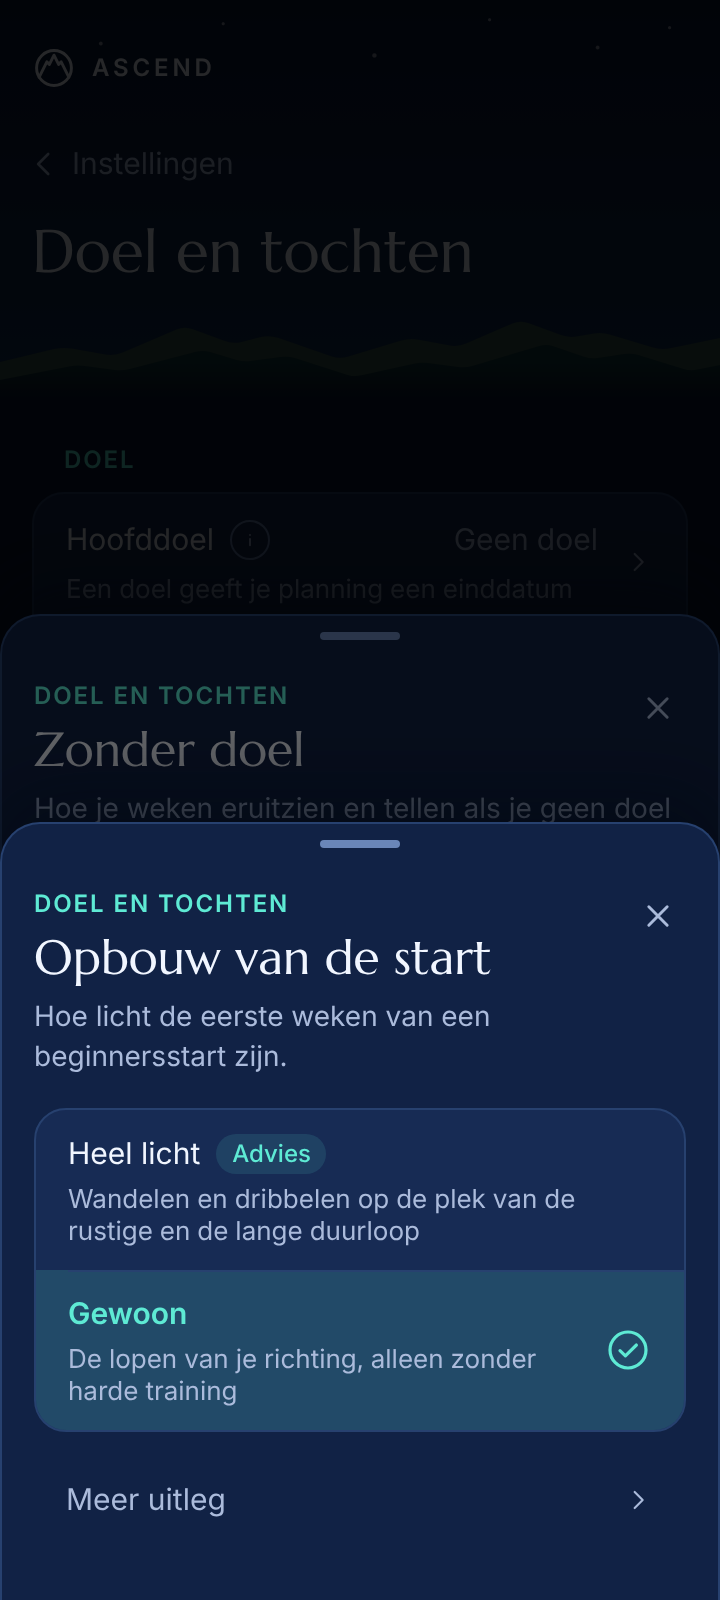 ASCEND
Instellingen
Doel en tochten
DOEL
Hoofddoel i Geen doel
Een doel geeft je planning een einddatum
DOEL EN TOCHTEN
Zonder doel
Hoe je weken eruitzien en tellen als je geen doel
DOEL EN TOCHTEN
Opbouw van de start
Hoe licht de eerste weken van een
beginnersstart zijn.
Heel licht Advies
Wandelen en dribbelen op de plek van de
rustige en de lange duurloop
Gewoon
De lopen van je richting, alleen zonder
harde training
Meer uitleg